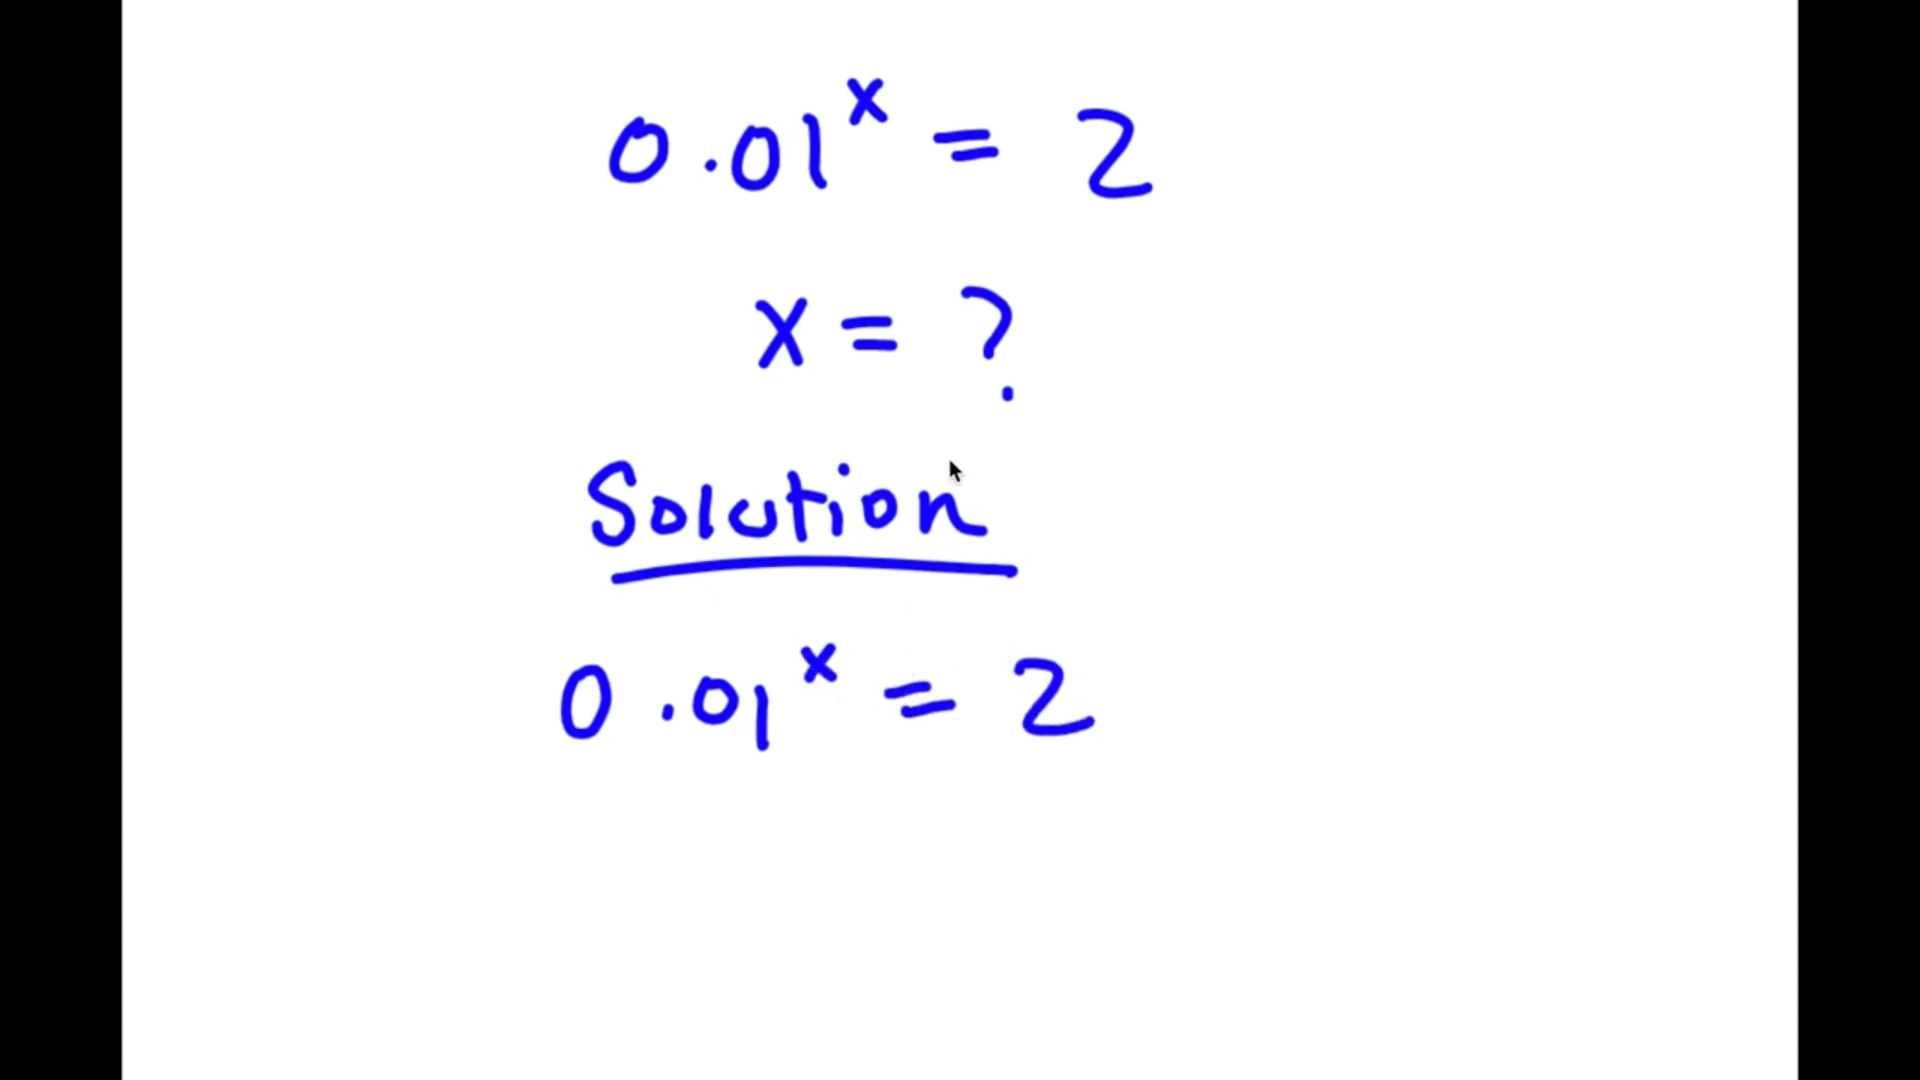 0.01^x = 2
x = ?
Solution
0.01^x = 2